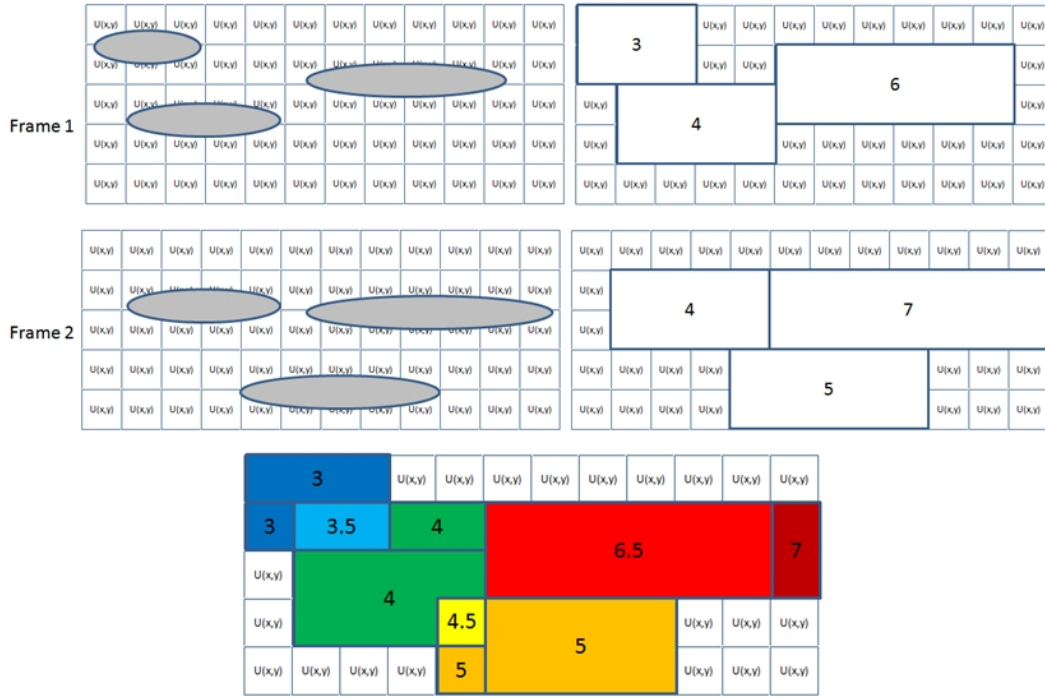 U(x,y) U(x,y) U(x,y) U(x,y) U(x,y) U(x,y) U(x,y) U(x,y) U(x,y) U(x,y) U(x,y) U(x,y)
U(x,y) U(x,y) U(x,y) U(x,y) U(x,y) U(x,y) U(x,y) U(x,y)
U(x,y) U(x,y) U(x,y) U(x,y) U(x,y) U(x,y) U(x,y) U(x,y) U(x,y) U(x,y)
Frame 1
U(x,y) U(x,y) U(x,y) U(x,y) U(x,y) U(x,y) U(x,y) U(x,y) U(x,y) U(x,y) U(x,y) U(x,y)
U(x,y) U(x,y) U(x,y) U(x,y) U(x,y) U(x,y) U(x,y) U(x,y) U(x,y) U(x,y) U(x,y) U(x,y)
U(x,y) U(x,y) U(x,y) U(x,y) U(x,y) U(x,y) U(x,y) U(x,y) U(x,y)
3
U(x,y) U(x,y) U(x,y)
6
U(x,y) U(x,y)
4
U(x,y) U(x,y) U(x,y) U(x,y) U(x,y) U(x,y) U(x,y) U(x,y)
U(x,y) U(x,y) U(x,y) U(x,y) U(x,y) U(x,y) U(x,y) U(x,y) U(x,y) U(x,y) U(x,y) U(x,y)
U(x,y) U(x,y) U(x,y) U(x,y) U(x,y) U(x,y) U(x,y) U(x,y) U(x,y) U(x,y) U(x,y) U(x,y)
U(x,y) U(x,y) U(x,y) U(x,y) U(x,y) U(x,y) U(x,y)
Frame 2
U(x,y) U(x,y) U(x,y) U(x,y) U(x,y) U(x,y) U(x,y)
U(x,y) U(x,y) U(x,y) U(x,y) U(x,y) U(x,y) U(x,y) U(x,y) U(x,y) U(x,y) U(x,y) U(x,y)
U(x,y) U(x,y) U(x,y) U(x,y) U(x,y) U(x,y) U(x,y) U(x,y) U(x,y)
U(x,y) U(x,y) U(x,y) U(x,y) U(x,y) U(x,y) U(x,y) U(x,y) U(x,y) U(x,y) U(x,y) U(x,y)
U(x,y)
4 7
U(x,y)
U(x,y) U(x,y) U(x,y) U(x,y) U(x,y) U(x,y) U(x,y)
5
U(x,y) U(x,y) U(x,y) U(x,y) U(x,y) U(x,y) U(x,y)
3 U(x,y) U(x,y) U(x,y) U(x,y) U(x,y) U(x,y) U(x,y) U(x,y) U(x,y)
3 3.5 4 6.5 7
U(x,y)
4
U(x,y) 4.5 5 U(x,y) U(x,y) U(x,y)
U(x,y) U(x,y) U(x,y) U(x,y) 5 U(x,y) U(x,y) U(x,y)